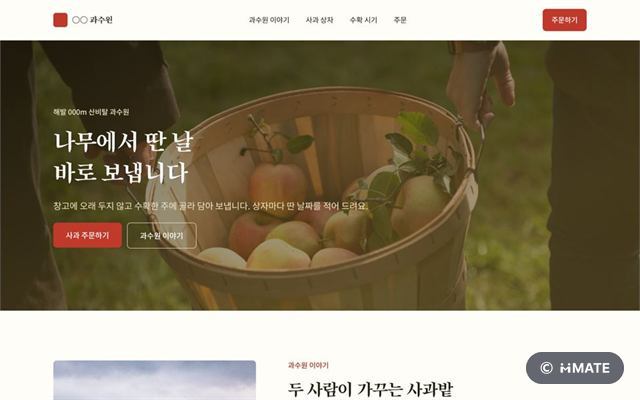 ○○ 과수원
과수원 이야기 사과 상자 수확 시기 주문
주문하기
해발 000m 산비탈 과수원
나무에서 딴 날
바로 보냅니다
창고에 오래 두지 않고 수확한 주에 골라 담아 보냅니다. 상자마다 딴 날짜를 적어 드려요.
사과 주문하기 과수원 이야기
과수원 이야기
두 사람이 가꾸는 사과밭
© MMATE